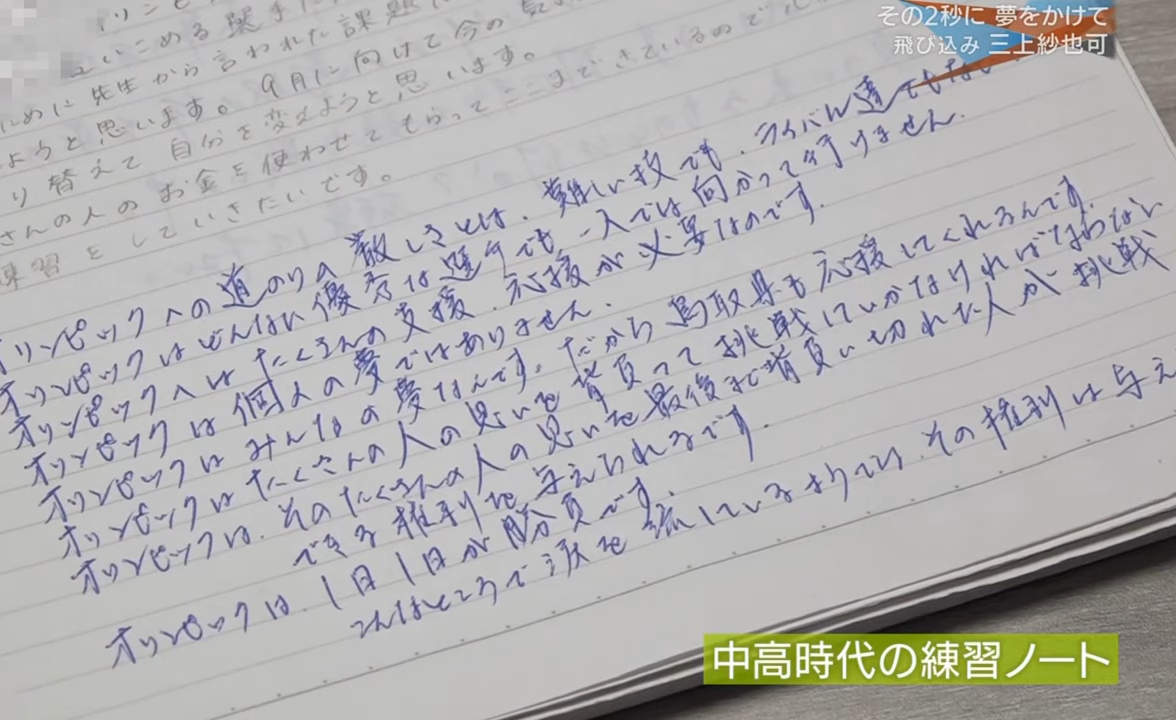 その2秒に 夢をかけて
飛び込み 三上紗也可
ために先生から言われた課題
ようと思います。9月に向けて今の気
り替えて自分を変えようと思います。
さんの人のお金を使わせてもらってここまできているので
練習をしていきたいです。
オリンピックへの道のりの厳しさとは、難しい技でも、ライバル達でもない
オリンピックはどんなに優秀な選手でも、一人では向かって行けません。
オリンピックへはたくさんの支援、応援が必要なのです。
オリンピックは個人の夢ではありません。
オリンピックはみんなの夢なんです。だから鳥取県も応援してくれるんです。
オリンピックはたくさんの人の思いを背負って挑戦していかなければならない
オリンピックは、そのたくさんの人の思いを最後まで背負い切れた人が挑戦
できる権利を与えられるです。
オリンピックは、1日1日が勝負です。
こんなところで涙を流しているようでは、その権利は与え
中高時代の練習ノート